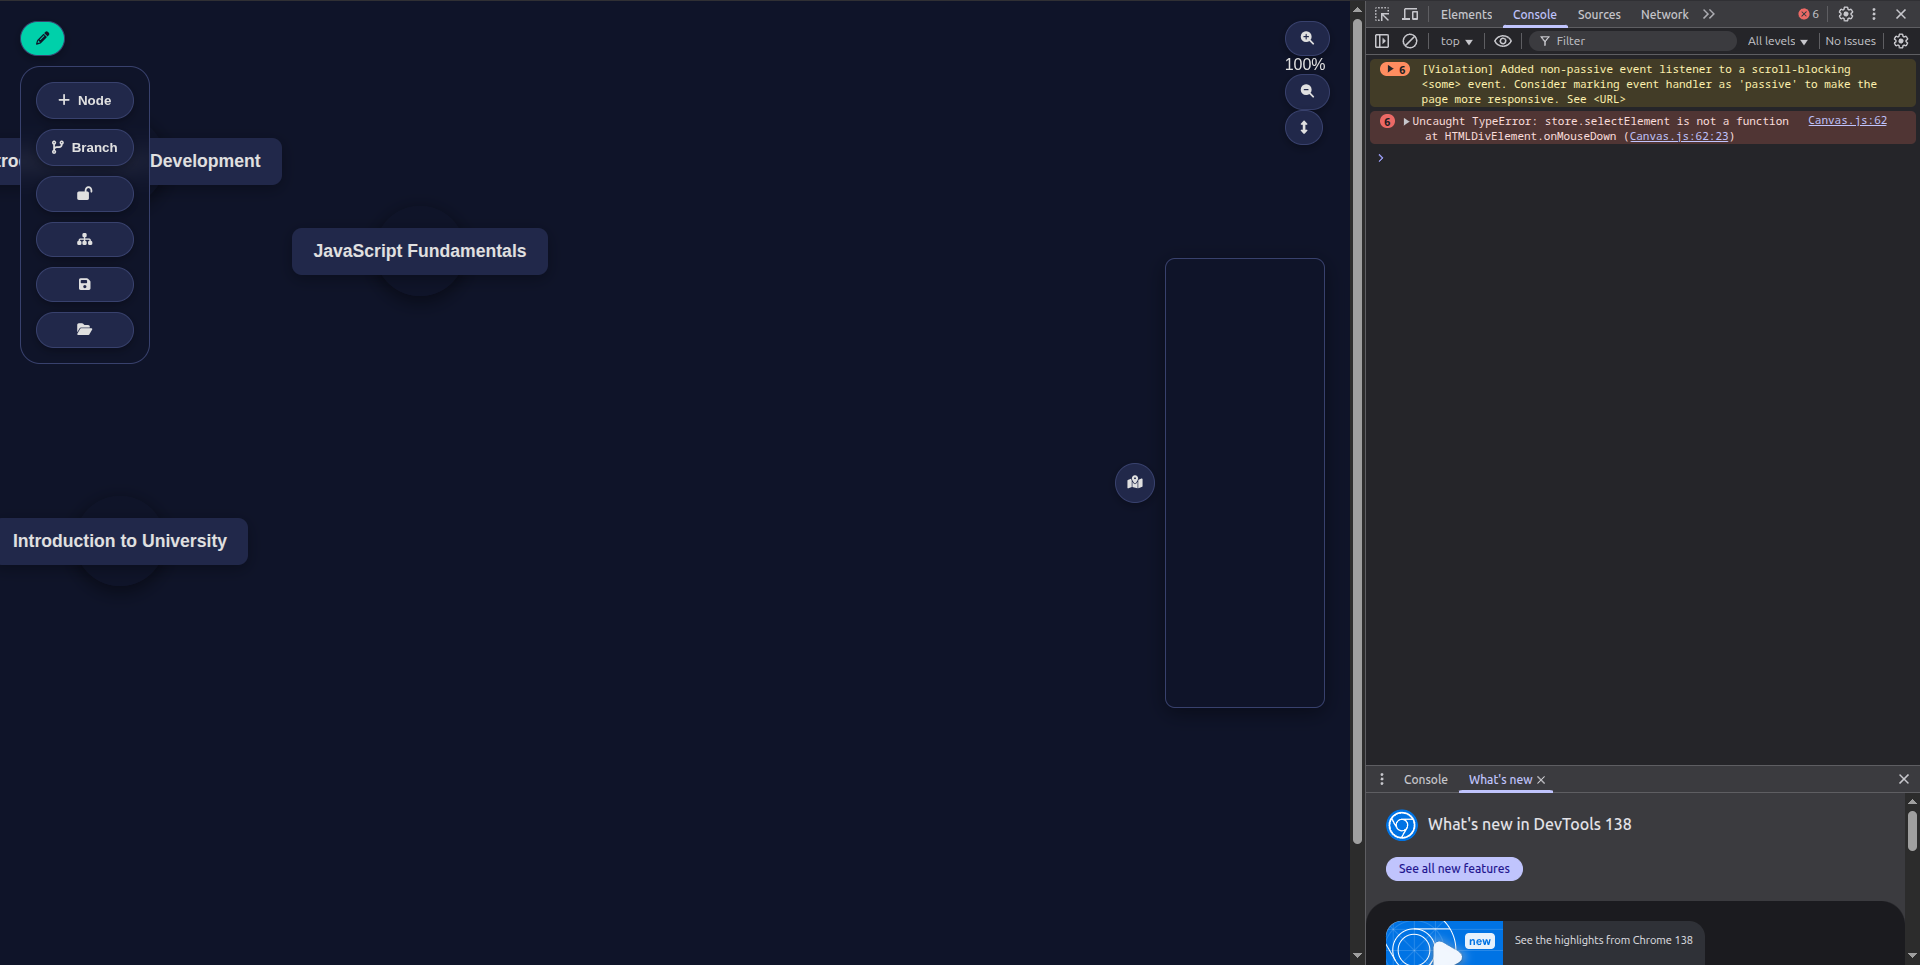 Node
Branch
Development
JavaScript Fundamentals
Introduction to University
100%
Elements
Console
Sources
Network
6
top
Filter
All levels
No Issues
6
[Violation] Added non-passive event listener to a scroll-blocking
<some> event. Consider marking event handler as 'passive' to make the
page more responsive. See <URL>
6
Uncaught TypeError: store.selectElement is not a function
Canvas.js:62
at HTMLDivElement.onMouseDown (Canvas.js:62:23)
Console
What's new
What's new in DevTools 138
See all new features
new
See the highlights from Chrome 138